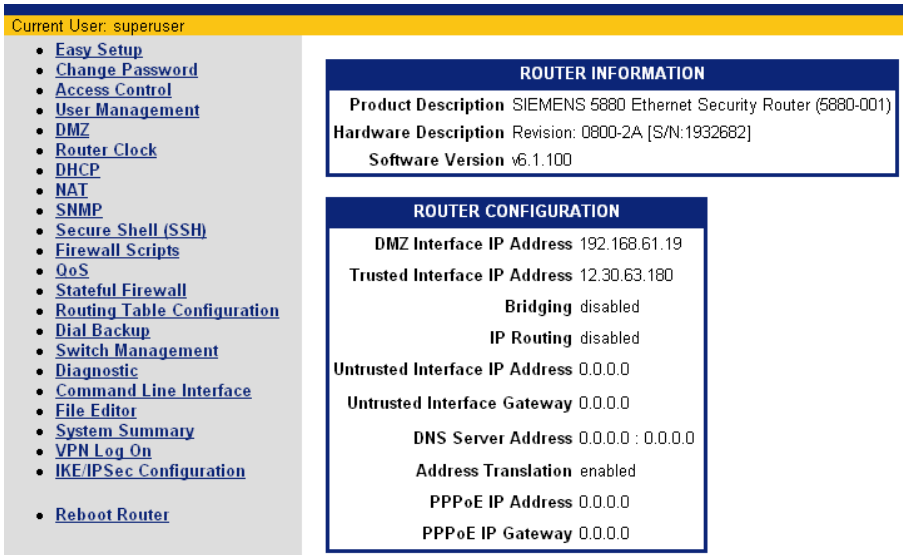 Current User: superuser
Easy Setup
Change Password
Access Control
User Management
DMZ
Router Clock
DHCP
NAT
SNMP
Secure Shell (SSH)
Firewall Scripts
QoS
Stateful Firewall
Routing Table Configuration
Dial Backup
Switch Management
Diagnostic
Command Line Interface
File Editor
System Summary
VPN Log On
IKE/IPSec Configuration
Reboot Router
ROUTER INFORMATION
Product Description SIEMENS 5880 Ethernet Security Router (5880-001)
Hardware Description Revision: 0800-2A [S/N:1932682]
Software Version v6.1.100
ROUTER CONFIGURATION
DMZ Interface IP Address 192.168.61.19
Trusted Interface IP Address 12.30.63.180
Bridging disabled
IP Routing disabled
Untrusted Interface IP Address 0.0.0.0
Untrusted Interface Gateway 0.0.0.0
DNS Server Address 0.0.0.0 : 0.0.0.0
Address Translation enabled
PPPoE IP Address 0.0.0.0
PPPoE IP Gateway 0.0.0.0